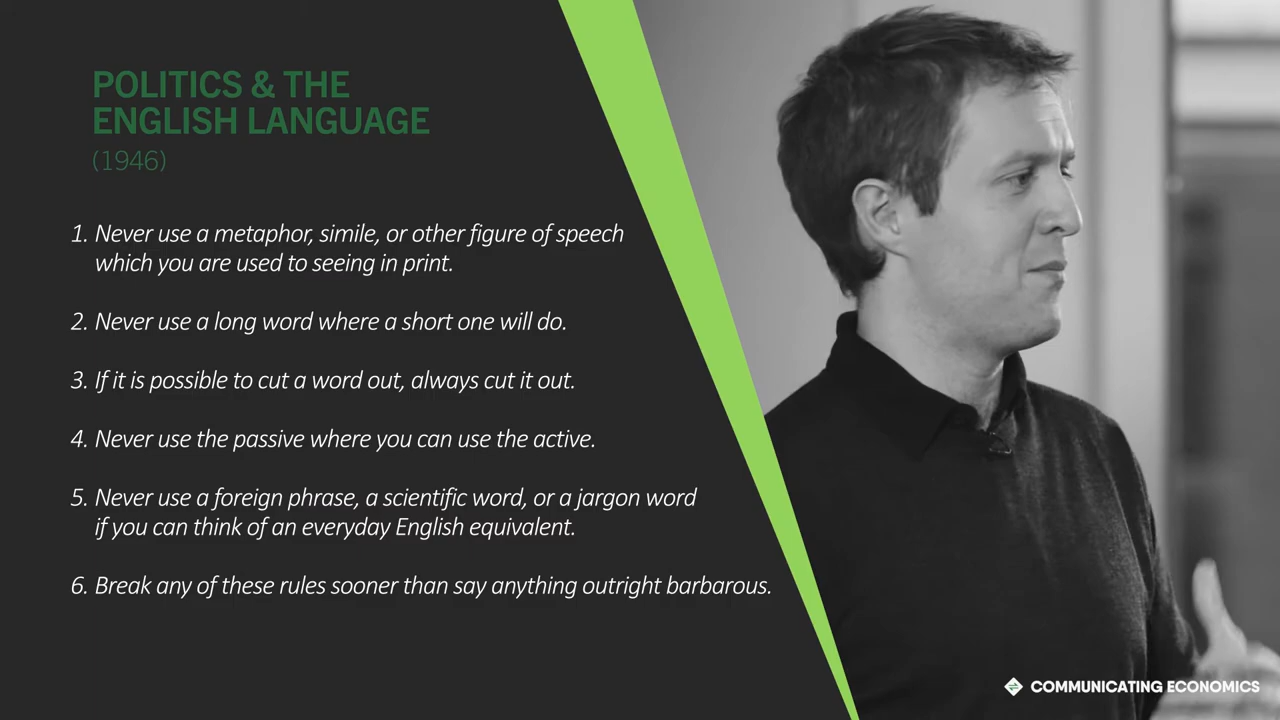 POLITICS & THE
ENGLISH LANGUAGE
(1946)
1. Never use a metaphor, simile, or other figure of speech
which you are used to seeing in print.
2. Never use a long word where a short one will do.
3. If it is possible to cut a word out, always cut it out.
4. Never use the passive where you can use the active.
5. Never use a foreign phrase, a scientific word, or a jargon word
if you can think of an everyday English equivalent.
6. Break any of these rules sooner than say anything outright barbarous.
COMMUNICATING ECONOMICS